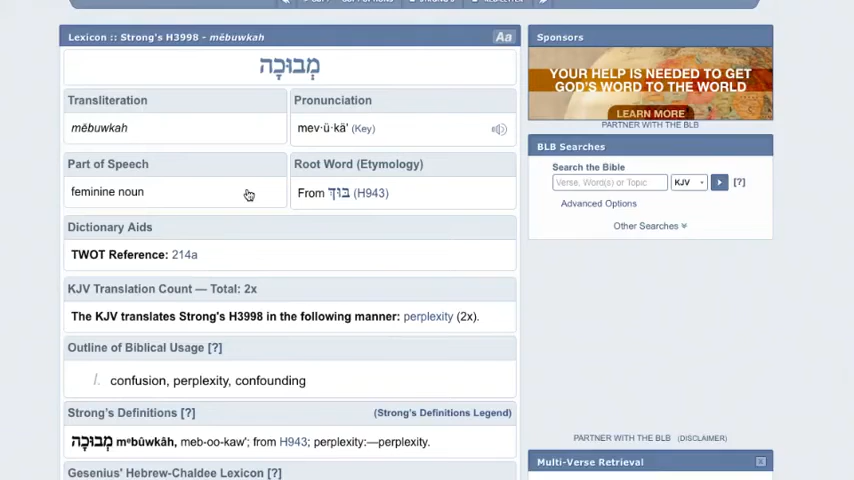 Lexicon :: Strong's H3998 - mĕbuwkah
Aa
מְבוּכָה
Transliteration
mĕbuwkah
Pronunciation
mev·ü·kä' (Key)
Part of Speech
feminine noun
Root Word (Etymology)
From בּוּךְ (H943)
Dictionary Aids
TWOT Reference: 214a
KJV Translation Count — Total: 2x
The KJV translates Strong's H3998 in the following manner: perplexity (2x).
Outline of Biblical Usage [?]
I. confusion, perplexity, confounding
Strong's Definitions [?]
(Strong's Definitions Legend)
מְבוּכָה mᵉbûwkâh, meb-oo-kaw'; from H943; perplexity:—perplexity.
Gesenius' Hebrew-Chaldee Lexicon [?]
Sponsors
YOUR HELP IS NEEDED TO GET
GOD'S WORD TO THE WORLD
LEARN MORE
PARTNER WITH THE BLB
BLB Searches
Search the Bible
Verse, Word(s) or Topic
KJV
[?]
Advanced Options
Other Searches
PARTNER WITH THE BLB (DISCLAIMER)
Multi-Verse Retrieval
x